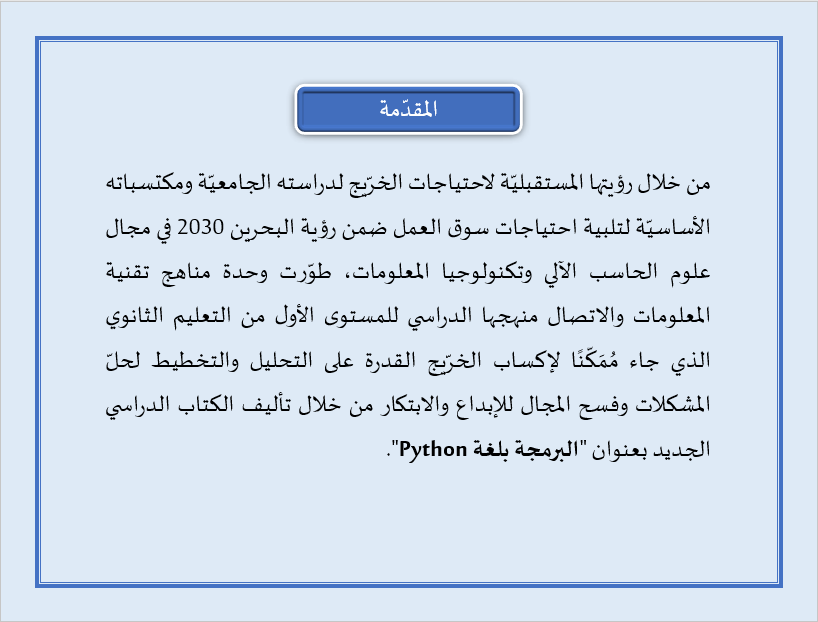 المقدّمة
من خلال رؤيتها المستقبليّة لاحتياجات الخرّيج لدراسته الجامعيّة ومكتسباته
الأساسيّة لتلبية احتياجات سوق العمل ضمن رؤية البحرين 2030 في مجال
علوم الحاسب الآلي وتكنولوجيا المعلومات، طوّرت وحدة مناهج تقنية
المعلومات والاتصال منهجها الدراسي للمستوى الأول من التعليم الثانوي
الذي جاء مُمَكّنًا لإكساب الخرّيج القدرة على التحليل والتخطيط لحلّ
المشكلات وفسح المجال للإبداع والابتكار من خلال تأليف الكتاب الدراسي
الجديد بعنوان "البرمجة بلغة Python".